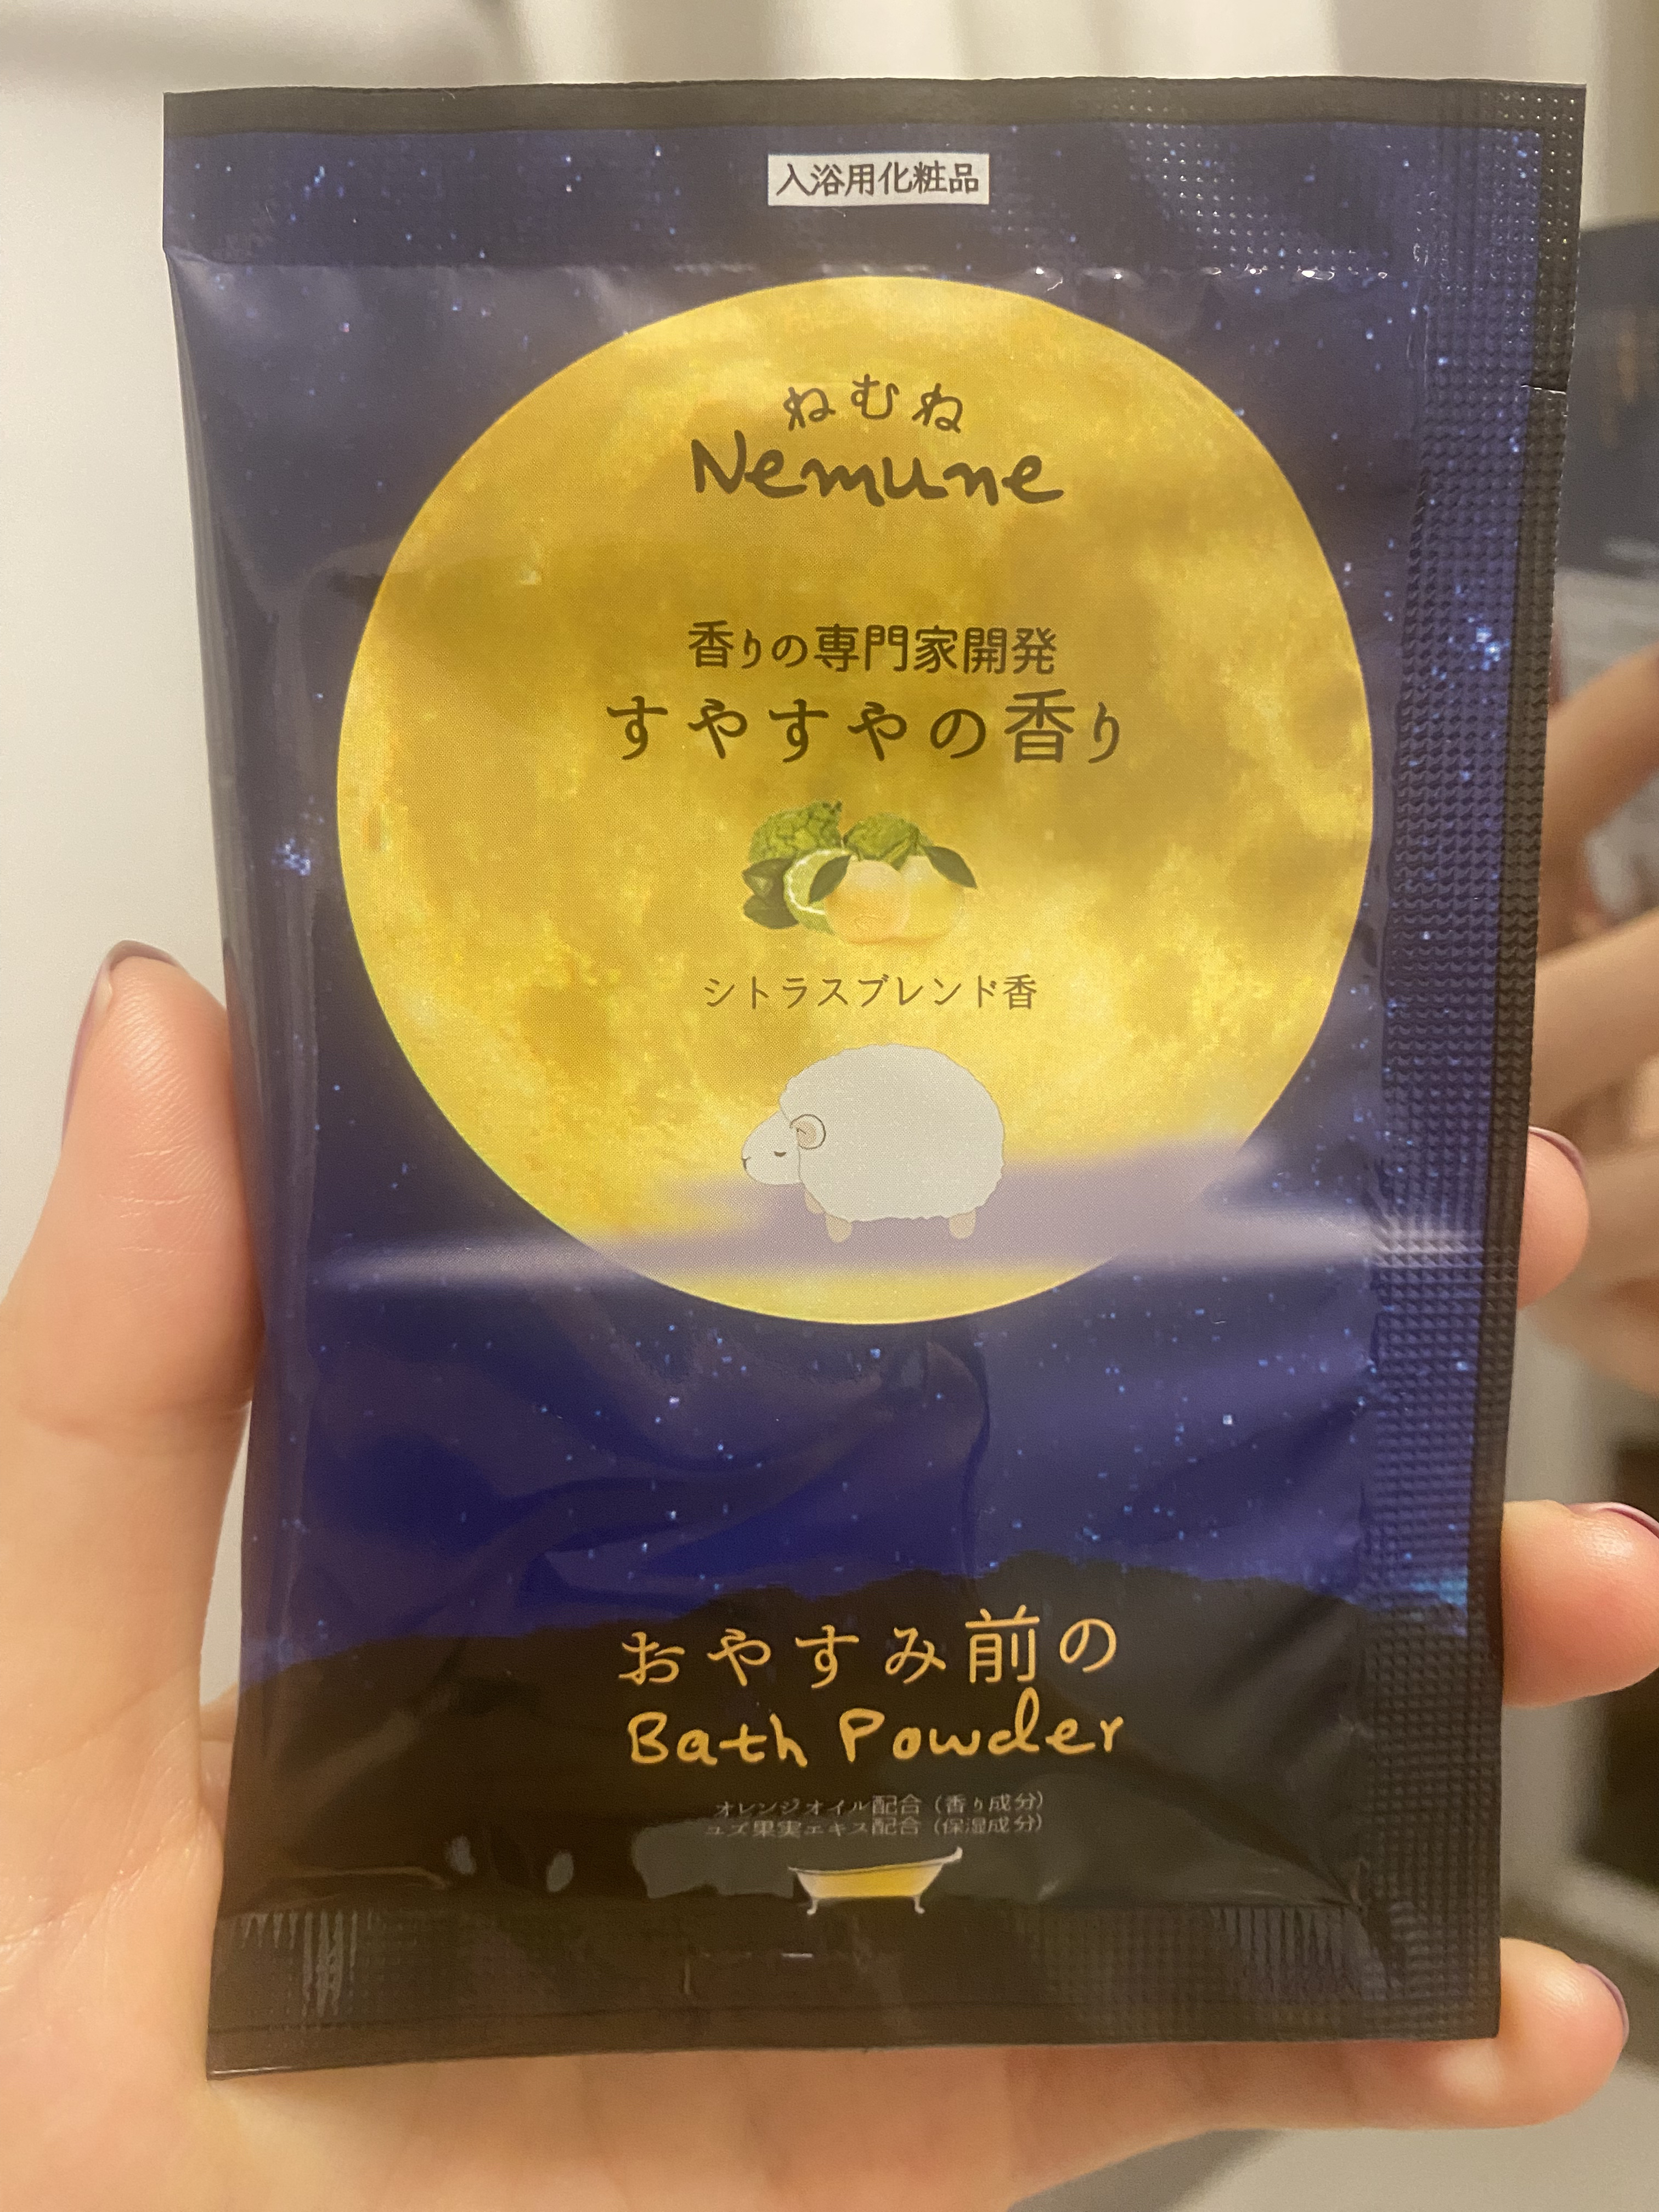 入浴用化粧品
ねむね
Nemune
香りの専門家開発
すやすやの香り
シトラスブレンド香
おやすみ前の
Bath Powder
オレンジオイル配合（香り成分）
ユズ果実エキス配合（保湿成分）